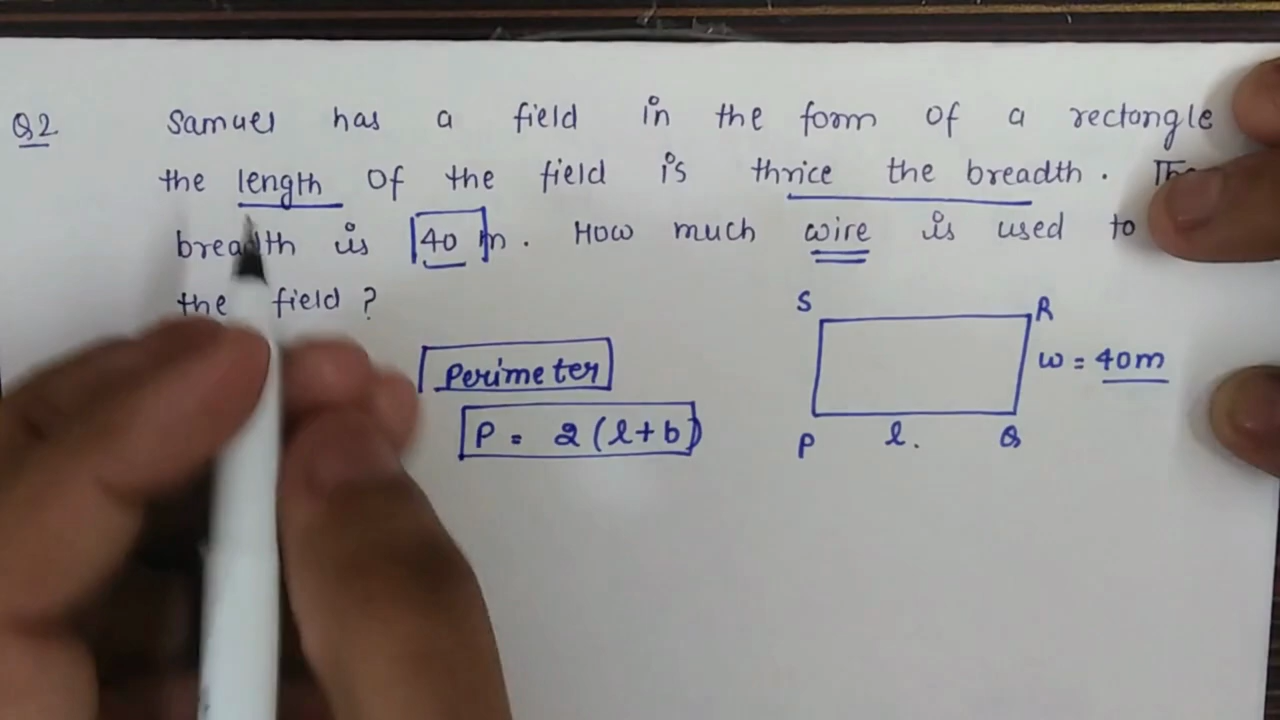 Q2 Samuel has a field in the form of a rectangle
the length of the field is thrice the breadth.
breadth is 40 m. How much wire is used to
the field ?
S R
Perimeter
w = 40m
P = 2 (l+b)
P l. Q